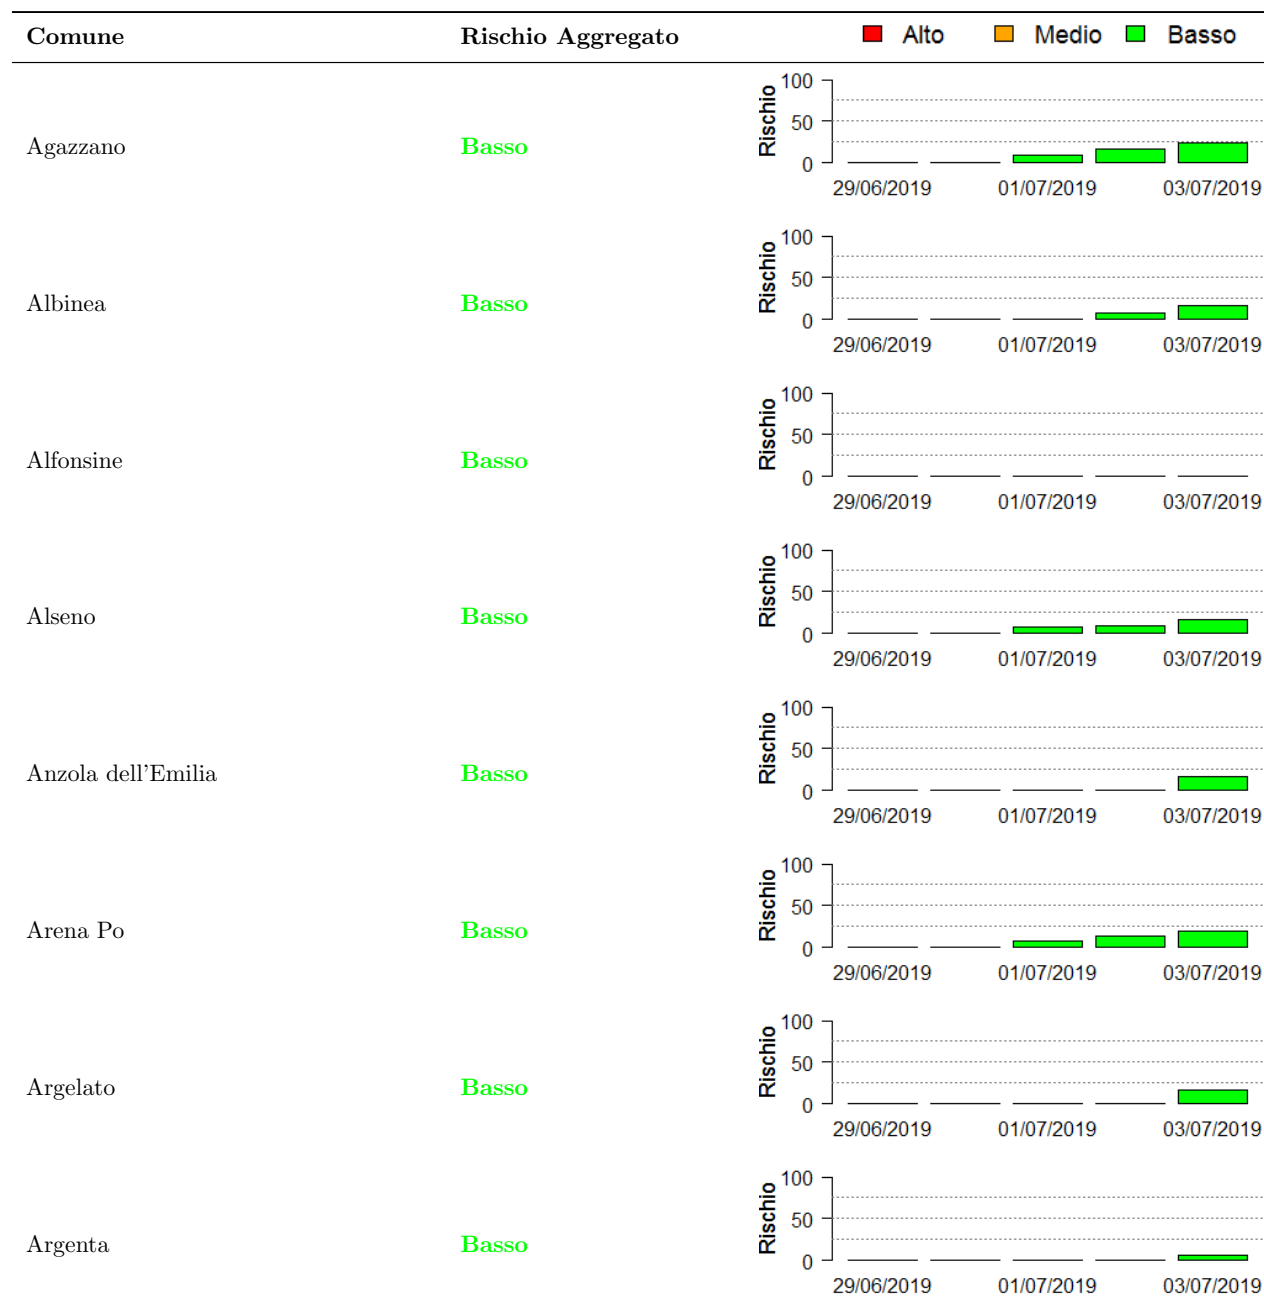 Comune Rischio Aggregato Alto Medio Basso
100
50
0
Rischio
Agazzano Basso
29/06/2019 01/07/2019 03/07/2019
100
50
0
Rischio
Albinea Basso
29/06/2019 01/07/2019 03/07/2019
100
50
0
Rischio
Alfonsine Basso
29/06/2019 01/07/2019 03/07/2019
100
50
0
Rischio
Alseno Basso
29/06/2019 01/07/2019 03/07/2019
100
50
0
Rischio
Anzola dell'Emilia Basso
29/06/2019 01/07/2019 03/07/2019
100
50
0
Rischio
Arena Po Basso
29/06/2019 01/07/2019 03/07/2019
100
50
0
Rischio
Argelato Basso
29/06/2019 01/07/2019 03/07/2019
100
50
0
Rischio
Argenta Basso
29/06/2019 01/07/2019 03/07/2019